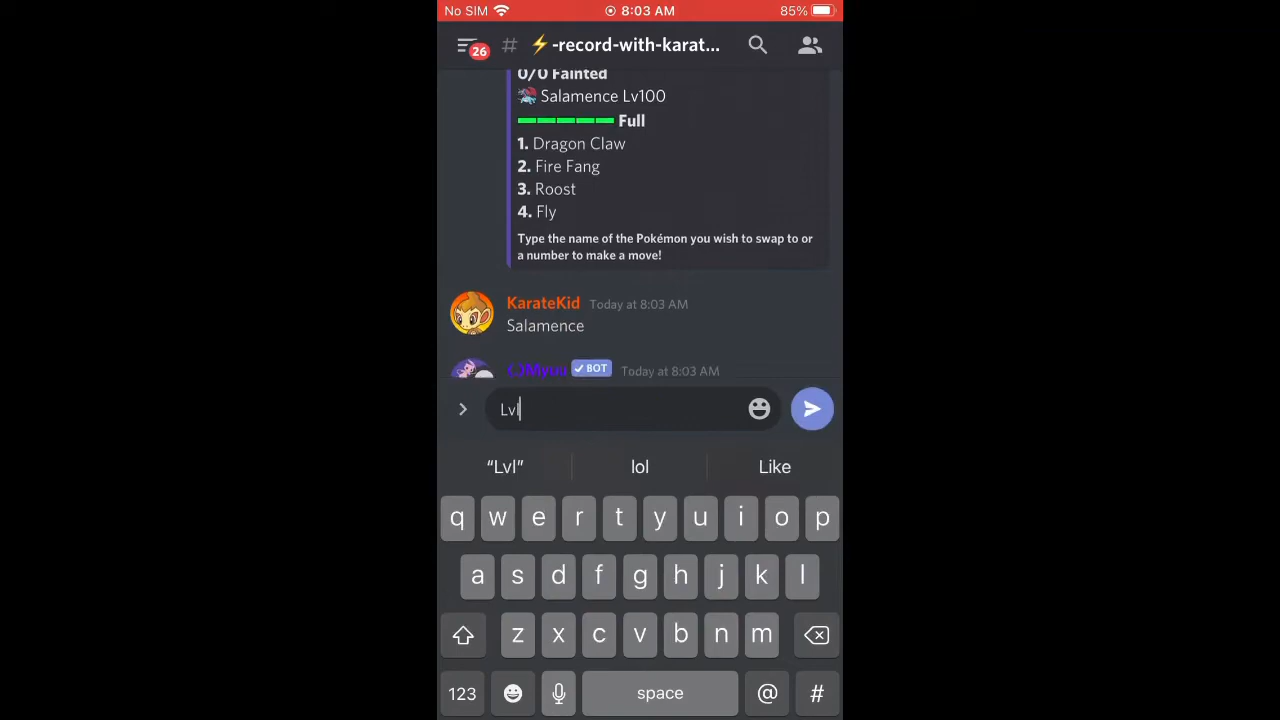 No SIM 8:03 AM 85%
26 # ⚡-record-with-karat...
0/0 Fainted
Salamence Lv100
Full
1. Dragon Claw
2. Fire Fang
3. Roost
4. Fly
Type the name of the Pokémon you wish to swap to or
a number to make a move!
KarateKid Today at 8:03 AM
Salamence
Myuu ✓ BOT Today at 8:03 AM
Lvl
“Lvl” lol Like
q w e r t y u i o p
a s d f g h j k l
z x c v b n m
123 space @ #